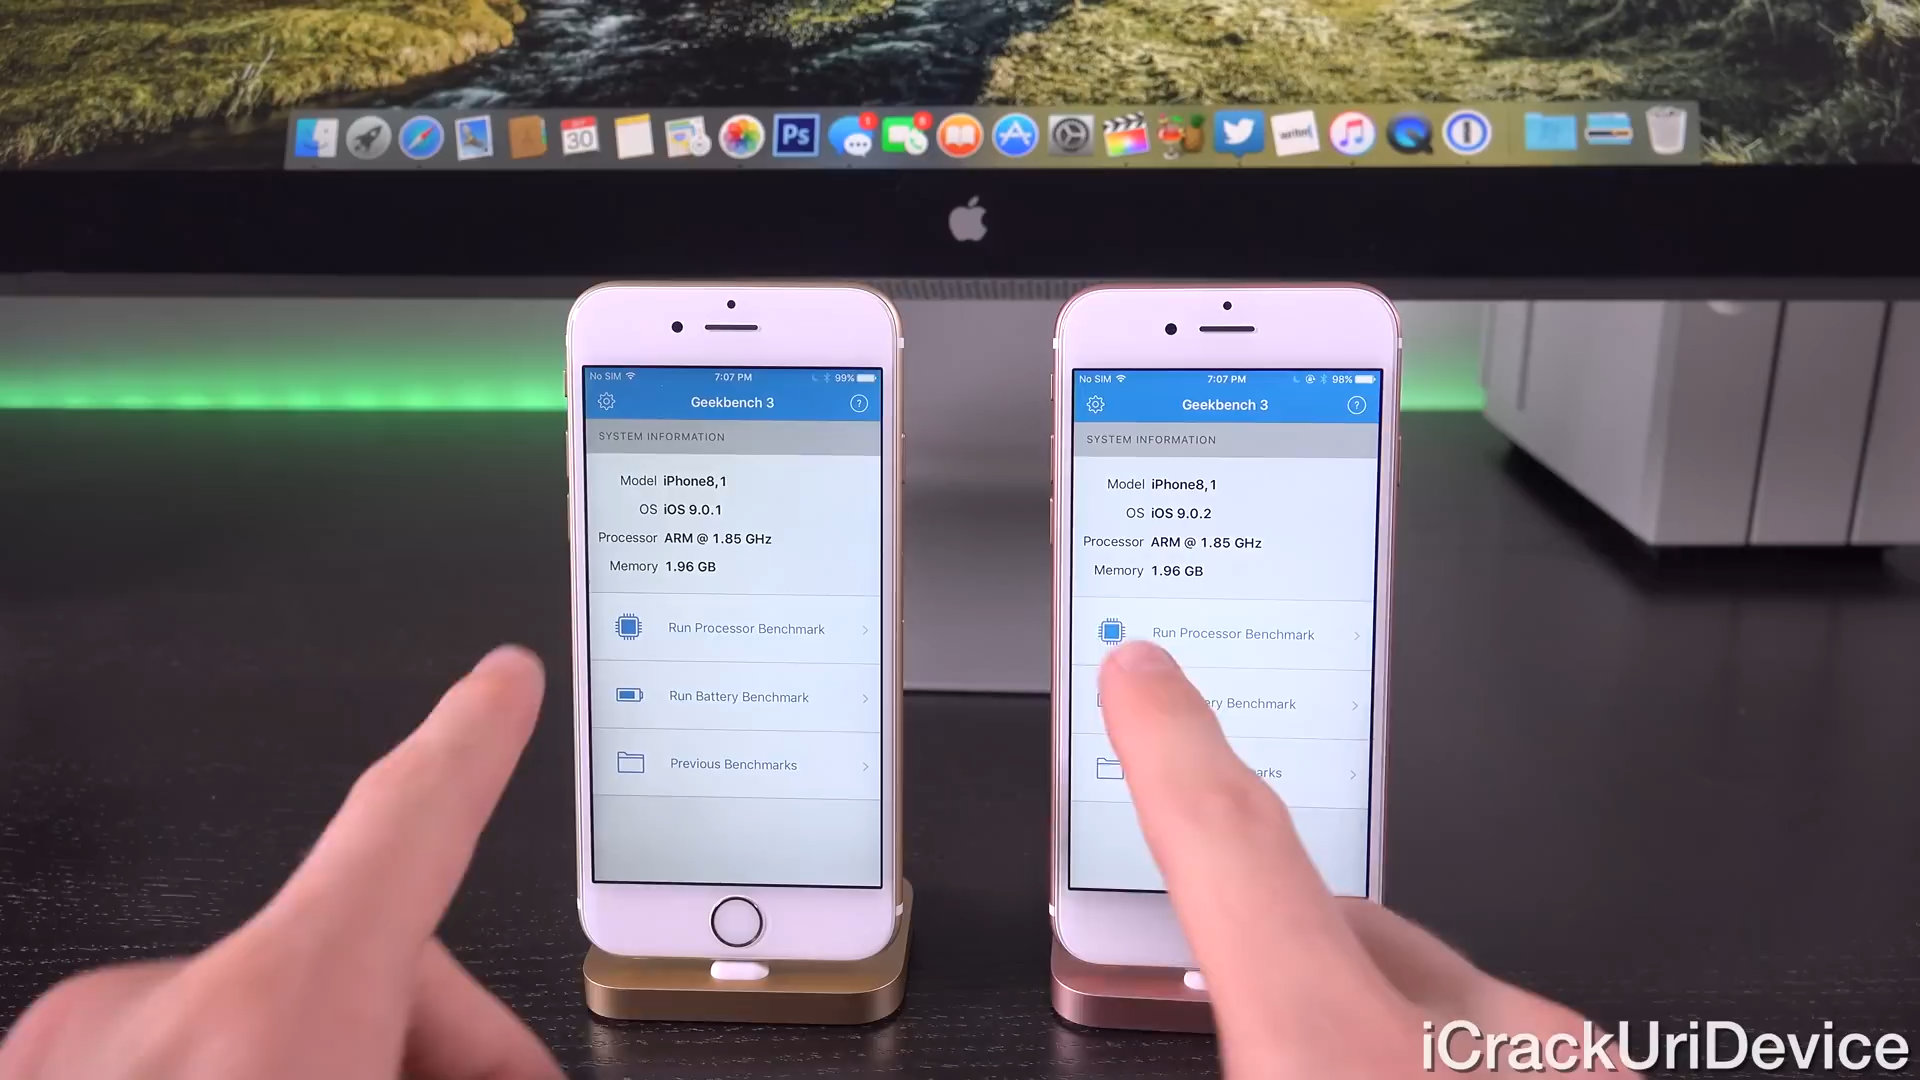 30
Ps
No SIM 7:07 PM 99%
Geekbench 3
?
SYSTEM INFORMATION
Model iPhone8,1
OS iOS 9.0.1
Processor ARM @ 1.85 GHz
Memory 1.96 GB
Run Processor Benchmark
Run Battery Benchmark
Previous Benchmarks
No SIM 7:07 PM 98%
Geekbench 3
?
SYSTEM INFORMATION
Model iPhone8,1
OS iOS 9.0.2
Processor ARM @ 1.85 GHz
Memory 1.96 GB
Run Processor Benchmark
ery Benchmark
arks
iCrackUriDevice